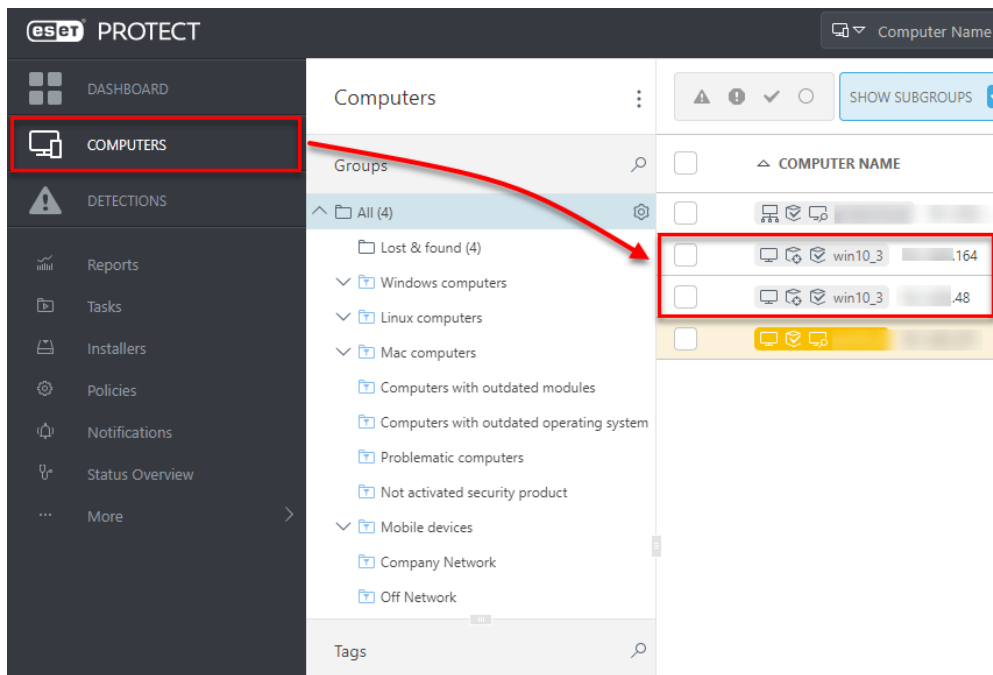 eset PROTECT
Computer Name
DASHBOARD
COMPUTERS
DETECTIONS
Reports
Tasks
Installers
Policies
Notifications
Status Overview
More
Computers
Groups
All (4)
Lost & found (4)
Windows computers
Linux computers
Mac computers
Computers with outdated modules
Computers with outdated operating system
Problematic computers
Not activated security product
Mobile devices
Company Network
Off Network
Tags
SHOW SUBGROUPS
COMPUTER NAME
win10_3 .164
win10_3 .48